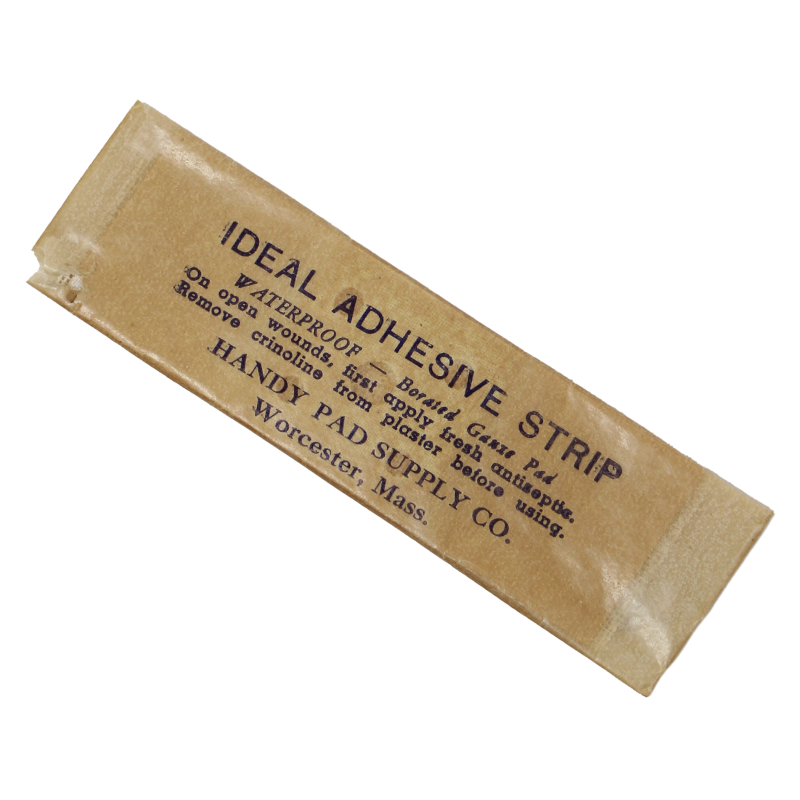 IDEAL ADHESIVE STRIP
WATERPROOF — Borated Gauze Pad
On open wounds, first apply fresh antiseptic.
Remove crinoline from plaster before using.
HANDY PAD SUPPLY CO.
Worcester, Mass.